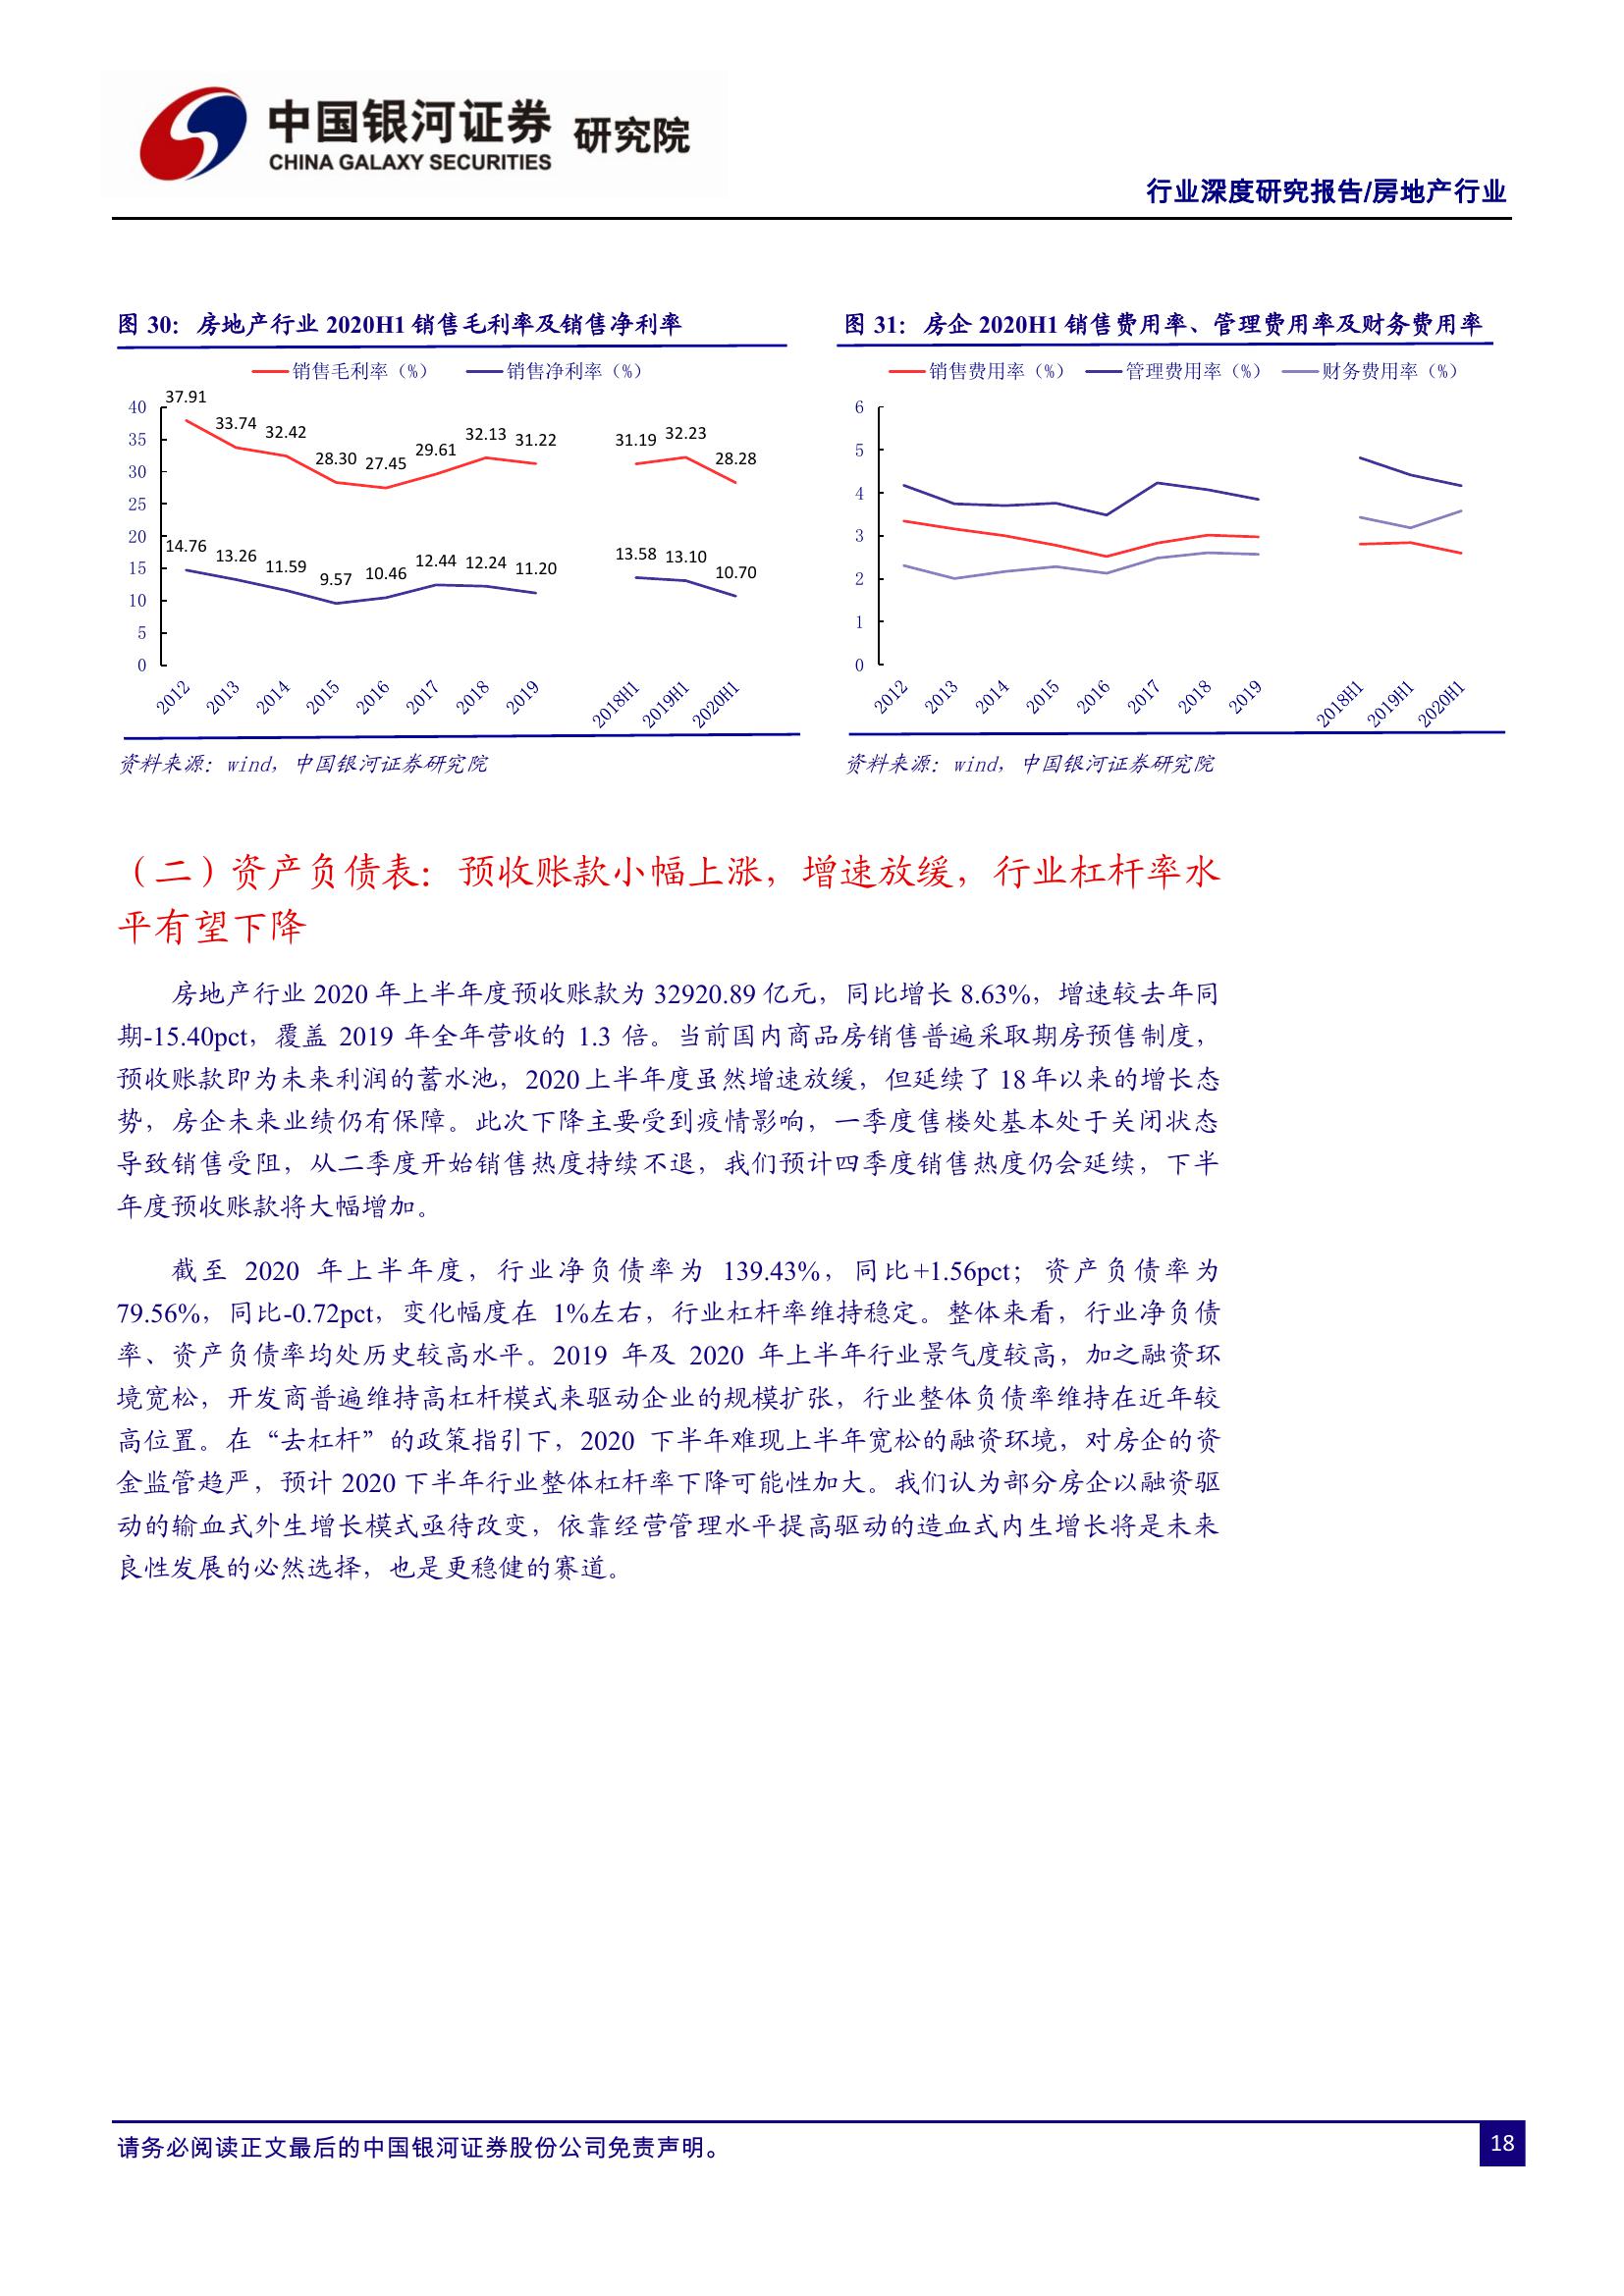 中国银河证券 研究院
CHINA GALAXY SECURITIES
行业深度研究报告/房地产行业
图 30：房地产行业 2020H1 销售毛利率及销售净利率
销售毛利率（%） 销售净利率（%）
40
35
30
25
20
15
10
5
0
37.91 33.74 32.42 28.30 27.45 29.61 32.13 31.22 31.19 32.23 28.28
14.76 13.26 11.59 9.57 10.46 12.44 12.24 11.20 13.58 13.10 10.70
2012 2013 2014 2015 2016 2017 2018 2019 2018H1 2019H1 2020H1
资料来源：wind，中国银河证券研究院
图 31：房企 2020H1 销售费用率、管理费用率及财务费用率
销售费用率（%） 管理费用率（%） 财务费用率（%）
6
5
4
3
2
1
0
2012 2013 2014 2015 2016 2017 2018 2019 2018H1 2019H1 2020H1
资料来源：wind，中国银河证券研究院
（二）资产负债表：预收账款小幅上涨，增速放缓，行业杠杆率水
平有望下降
房地产行业 2020 年上半年度预收账款为 32920.89 亿元，同比增长 8.63%，增速较去年同
期-15.40pct，覆盖 2019 年全年营收的 1.3 倍。当前国内商品房销售普遍采取期房预售制度，
预收账款即为未来利润的蓄水池，2020 上半年度虽然增速放缓，但延续了 18 年以来的增长态
势，房企未来业绩仍有保障。此次下降主要受到疫情影响，一季度售楼处基本处于关闭状态
导致销售受阻，从二季度开始销售热度持续不退，我们预计四季度销售热度仍会延续，下半
年度预收账款将大幅增加。
截至 2020 年上半年度，行业净负债率为 139.43%，同比+1.56pct；资产负债率为
79.56%，同比-0.72pct，变化幅度在 1%左右，行业杠杆率维持稳定。整体来看，行业净负债
率、资产负债率均处历史较高水平。2019 年及 2020 年上半年行业景气度较高，加之融资环
境宽松，开发商普遍维持高杠杆模式来驱动企业的规模扩张，行业整体负债率维持在近年较
高位置。在“去杠杆”的政策指引下，2020 下半年难现上半年宽松的融资环境，对房企的资
金监管趋严，预计 2020 下半年行业整体杠杆率下降可能性加大。我们认为部分房企以融资驱
动的输血式外生增长模式亟待改变，依靠经营管理水平提高驱动的造血式内生增长将是未来
良性发展的必然选择，也是更稳健的赛道。
请务必阅读正文最后的中国银河证券股份公司免责声明。
18